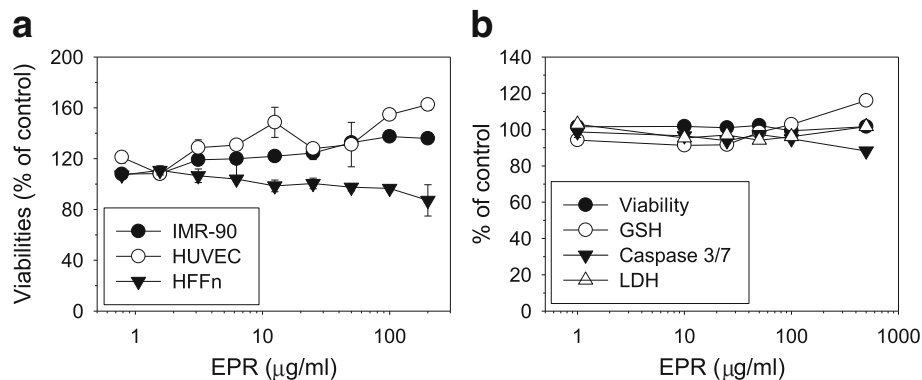 a
200
160
120
80
40
0
Viabilities (% of control)
IMR-90
HUVEC
HFFn
1 10 100
EPR (μg/ml)
b
140
120
100
80
60
40
20
0
% of control
Viability
GSH
Caspase 3/7
LDH
1 10 100 1000
EPR (μg/ml)